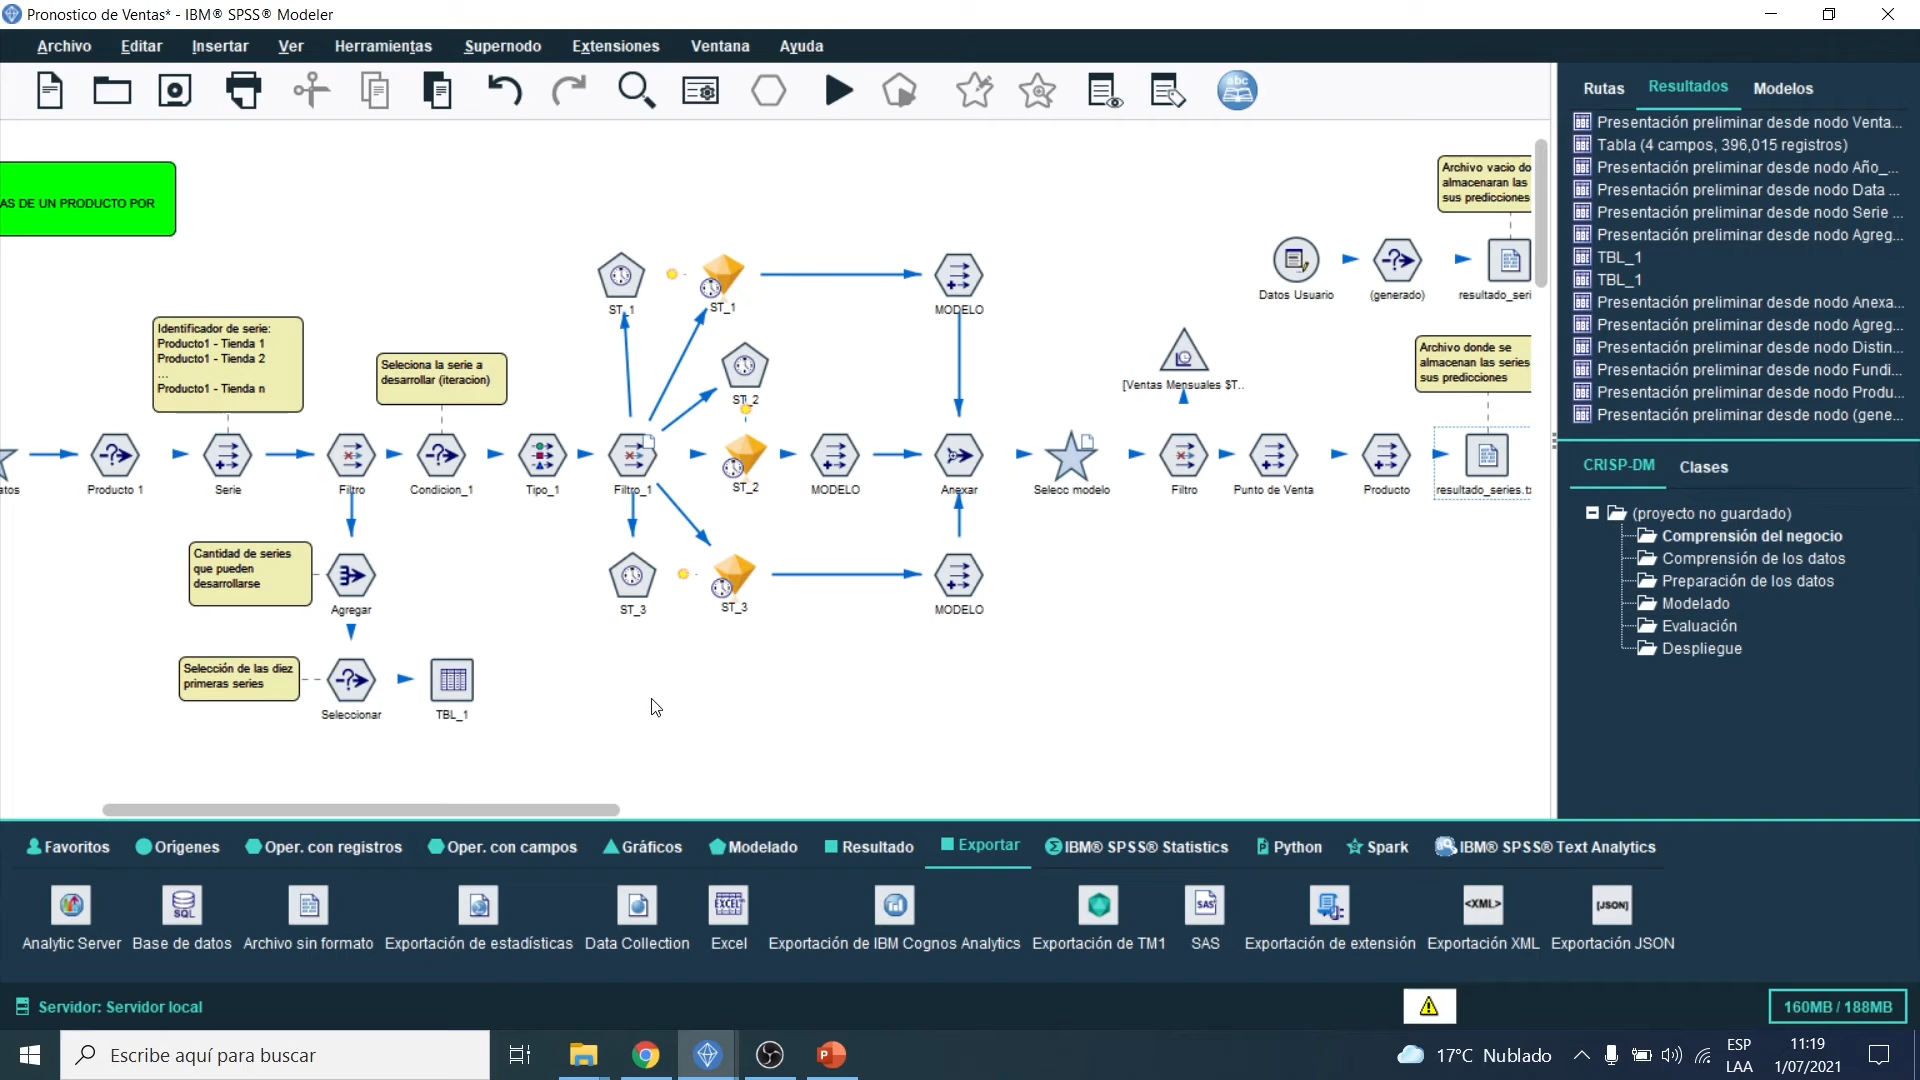 Pronostico de Ventas* - IBM® SPSS® Modeler
Archivo Editar Insertar Ver Herramientas Supernodo Extensiones Ventana Ayuda
abc
Rutas Resultados Modelos
Presentación preliminar desde nodo Venta...
Tabla (4 campos, 396,015 registros)
Presentación preliminar desde nodo Año_...
Presentación preliminar desde nodo Data ...
Presentación preliminar desde nodo Serie ...
Presentación preliminar desde nodo Agreg...
TBL_1
TBL_1
Presentación preliminar desde nodo Anexa...
Presentación preliminar desde nodo Agreg...
Presentación preliminar desde nodo Distin...
Presentación preliminar desde nodo Fundi...
Presentación preliminar desde nodo Produ...
Presentación preliminar desde nodo (gene...
CRISP-DM Clases
(proyecto no guardado)
Comprensión del negocio
Comprensión de los datos
Preparación de los datos
Modelado
Evaluación
Despliegue
AS DE UN PRODUCTO POR
Archivo vacio do
almacenaran las
sus predicciones
Datos Usuario
(generado)
resultado_seri
ST_1
ST_1
MODELO
Identificador de serie:
Producto1 - Tienda 1
Producto1 - Tienda 2
...
Producto1 - Tienda n
Seleciona la serie a
desarrollar (iteracion)
ST_2
[Ventas Mensuales $T...
Archivo donde se
almacenan las series
sus predicciones
atos
Producto 1
Serie
Filtro
Condicion_1
Tipo_1
Filtro_1
ST_2
MODELO
Anexar
Selecc modelo
Filtro
Punto de Venta
Producto
resultado_series.tx
Cantidad de series
que pueden
desarrollarse
Agregar
ST_3
ST_3
MODELO
Selección de las diez
primeras series
Seleccionar
TBL_1
Favoritos Orígenes Oper. con registros Oper. con campos Gráficos Modelado Resultado Exportar IBM® SPSS® Statistics Python Spark IBM® SPSS® Text Analytics
SQL EXCEL SAS <XML> [JSON]
Analytic Server Base de datos Archivo sin formato Exportación de estadísticas Data Collection Excel Exportación de IBM Cognos Analytics Exportación de TM1 SAS Exportación de extensión Exportación XML Exportación JSON
Servidor: Servidor local
160MB / 188MB
Escribe aquí para buscar
17°C Nublado
ESP
LAA
11:19
1/07/2021